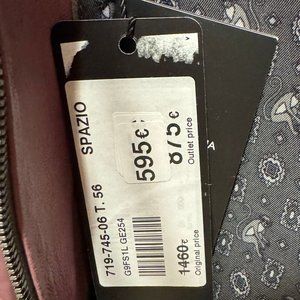 SPAZIO
719-745-06 T. 56
G9FS1L GE254
595€
875€
Outlet price
1460€
Original price